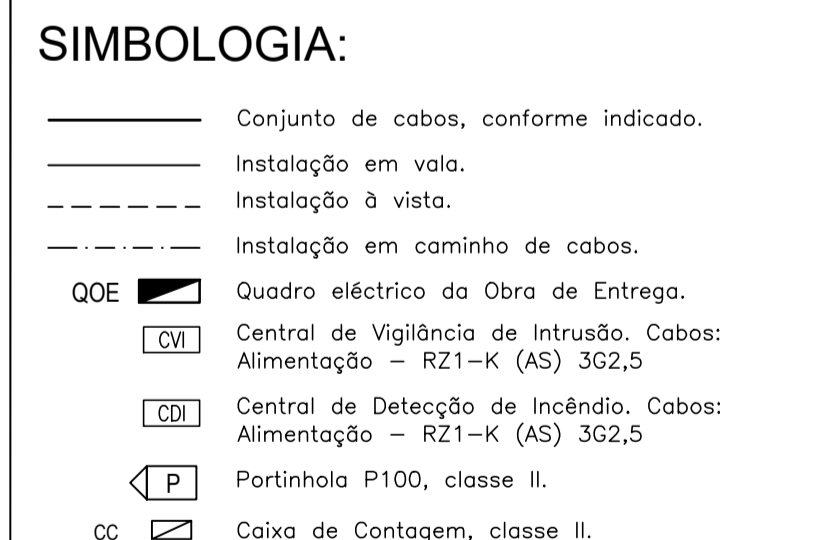 SIMBOLOGIA:
Conjunto de cabos, conforme indicado.
Instalação em vala.
Instalação à vista.
Instalação em caminho de cabos.
QOE Quadro eléctrico da Obra de Entrega.
CVI Central de Vigilância de Intrusão. Cabos:
Alimentação – RZ1–K (AS) 3G2,5
CDI Central de Detecção de Incêndio. Cabos:
Alimentação – RZ1–K (AS) 3G2,5
P Portinhola P100, classe II.
CC Caixa de Contagem, classe II.